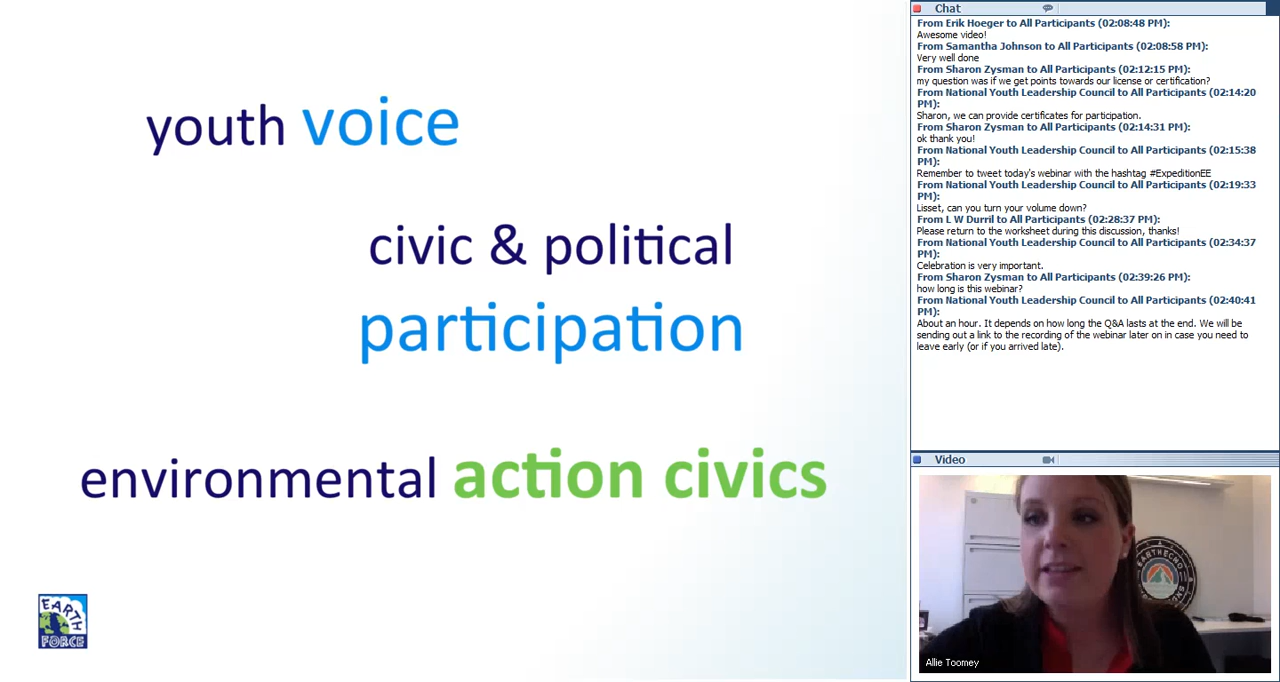 youth voice
civic & political
participation
environmental action civics
EARTH
FORCE
Chat
From Erik Hoeger to All Participants (02:08:48 PM):
Awesome video!
From Samantha Johnson to All Participants (02:08:58 PM):
Very well done
From Sharon Zysman to All Participants (02:12:15 PM):
my question was if we get points towards our license or certification?
From National Youth Leadership Council to All Participants (02:14:20
PM):
Sharon, we can provide certificates for participation.
From Sharon Zysman to All Participants (02:14:31 PM):
ok thank you!
From National Youth Leadership Council to All Participants (02:15:38
PM):
Remember to tweet today's webinar with the hashtag #ExpeditionEE
From National Youth Leadership Council to All Participants (02:19:33
PM):
Lisset, can you turn your volume down?
From L W Durril to All Participants (02:28:37 PM):
Please return to the worksheet during this discussion, thanks!
From National Youth Leadership Council to All Participants (02:34:37
PM):
Celebration is very important.
From Sharon Zysman to All Participants (02:39:26 PM):
how long is this webinar?
From National Youth Leadership Council to All Participants (02:40:41
PM):
About an hour. It depends on how long the Q&A lasts at the end. We will be
sending out a link to the recording of the webinar later on in case you need to
leave early (or if you arrived late).
Video
EARTHECHO
Allie Toomey